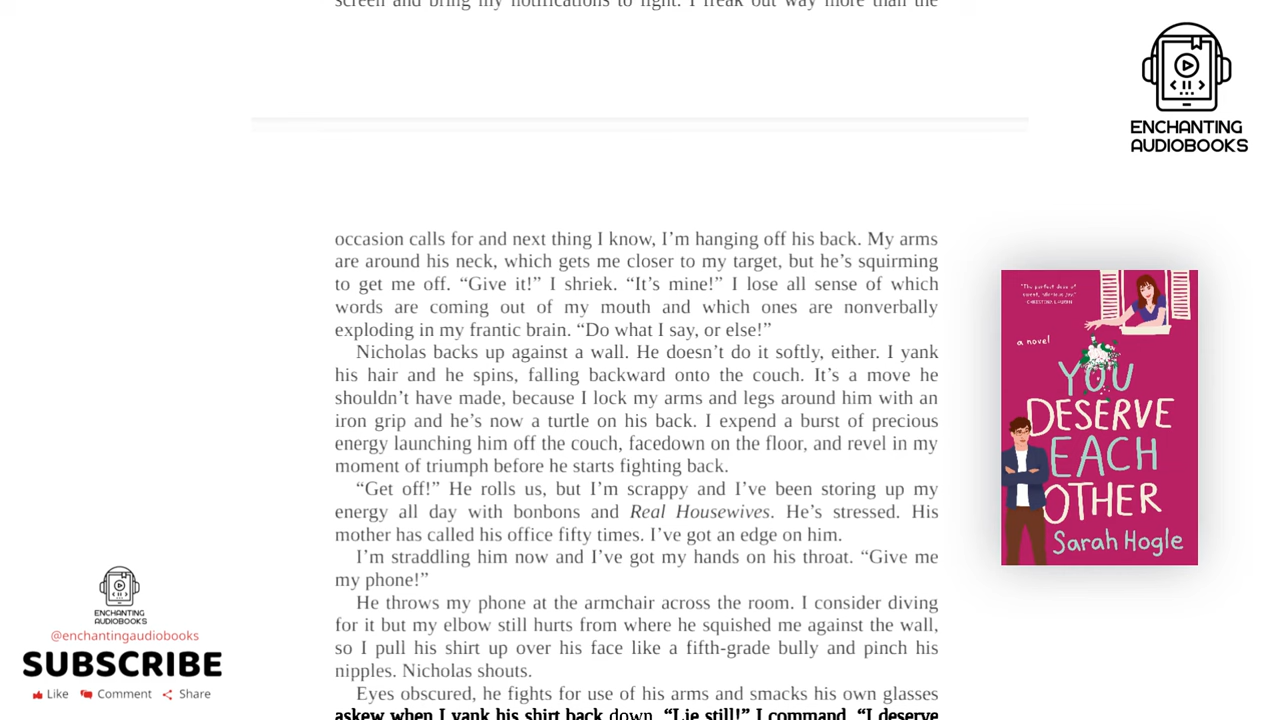 screen and bring my notifications to light. I freak out way more than the
ENCHANTING
AUDIOBOOKS
occasion calls for and next thing I know, I’m hanging off his back. My arms
are around his neck, which gets me closer to my target, but he’s squirming
to get me off. “Give it!” I shriek. “It’s mine!” I lose all sense of which
words are coming out of my mouth and which ones are nonverbally
exploding in my frantic brain. “Do what I say, or else!”
Nicholas backs up against a wall. He doesn’t do it softly, either. I yank
his hair and he spins, falling backward onto the couch. It’s a move he
shouldn’t have made, because I lock my arms and legs around him with an
iron grip and he’s now a turtle on his back. I expend a burst of precious
energy launching him off the couch, facedown on the floor, and revel in my
moment of triumph before he starts fighting back.
“Get off!” He rolls us, but I’m scrappy and I’ve been storing up my
energy all day with bonbons and Real Housewives. He’s stressed. His
mother has called his office fifty times. I’ve got an edge on him.
I’m straddling him now and I’ve got my hands on his throat. “Give me
my phone!”
He throws my phone at the armchair across the room. I consider diving
for it but my elbow still hurts from where he squished me against the wall,
so I pull his shirt up over his face like a fifth-grade bully and pinch his
nipples. Nicholas shouts.
Eyes obscured, he fights for use of his arms and smacks his own glasses
askew when I yank his shirt back down. “Lie still!” I command. “I deserve
"The perfect dose of
CHRISTINA LAUREN
a novel
YOU
DESERVE
EACH
OTHER
Sarah Hogle
ENCHANTING
AUDIOBOOKS
@enchantingaudiobooks
SUBSCRIBE
Like Comment Share